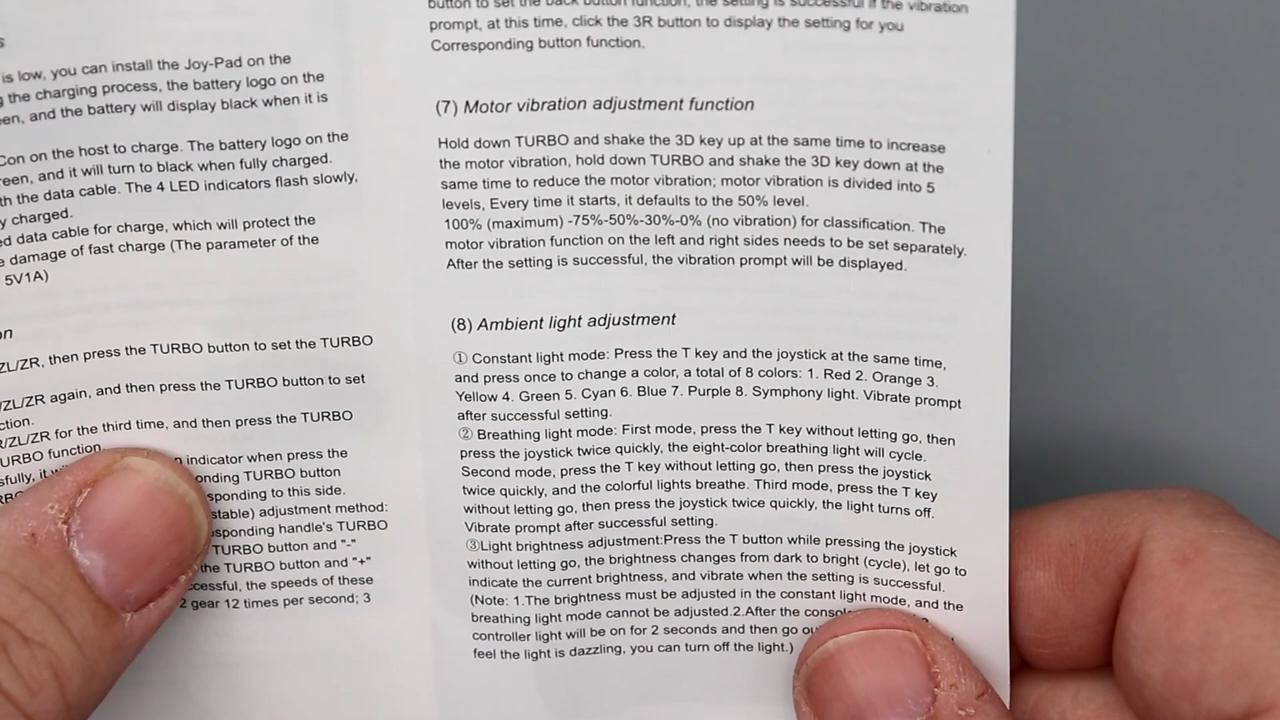 s
is low, you can install the Joy-Pad on the
g the charging process, the battery logo on the
en, and the battery will display black when it is
Con on the host to charge. The battery logo on the
reen, and it will turn to black when fully charged.
th the data cable. The 4 LED indicators flash slowly,
y charged.
ed data cable for charge, which will protect the
e damage of fast charge (The parameter of the
5V1A)
on
ZL/ZR, then press the TURBO button to set the TURBO
/ZL/ZR again, and then press the TURBO button to set
ction.
R/ZL/ZR for the third time, and then press the TURBO
URBO function.
sfully, it indicator when press the
onding TURBO button
sponding to this side.
stable) adjustment method:
sponding handle's TURBO
TURBO button and "-"
the TURBO button and "+"
ccessful, the speeds of these
2 gear 12 times per second; 3
button to set the back button function, the setting is successful if the vibration
prompt, at this time, click the 3R button to display the setting for you
Corresponding button function.
(7) Motor vibration adjustment function
Hold down TURBO and shake the 3D key up at the same time to increase
the motor vibration, hold down TURBO and shake the 3D key down at the
same time to reduce the motor vibration; motor vibration is divided into 5
levels, Every time it starts, it defaults to the 50% level.
100% (maximum) -75%-50%-30%-0% (no vibration) for classification. The
motor vibration function on the left and right sides needs to be set separately.
After the setting is successful, the vibration prompt will be displayed.
(8) Ambient light adjustment
① Constant light mode: Press the T key and the joystick at the same time,
and press once to change a color, a total of 8 colors: 1. Red 2. Orange 3.
Yellow 4. Green 5. Cyan 6. Blue 7. Purple 8. Symphony light. Vibrate prompt
after successful setting.
② Breathing light mode: First mode, press the T key without letting go, then
press the joystick twice quickly, the eight-color breathing light will cycle.
Second mode, press the T key without letting go, then press the joystick
twice quickly, and the colorful lights breathe. Third mode, press the T key
without letting go, then press the joystick twice quickly, the light turns off.
Vibrate prompt after successful setting.
③Light brightness adjustment:Press the T button while pressing the joystick
without letting go, the brightness changes from dark to bright (cycle), let go to
indicate the current brightness, and vibrate when the setting is successful.
(Note: 1.The brightness must be adjusted in the constant light mode, and the
breathing light mode cannot be adjusted.2.After the conso
controller light will be on for 2 seconds and then go ou
feel the light is dazzling, you can turn off the light.)